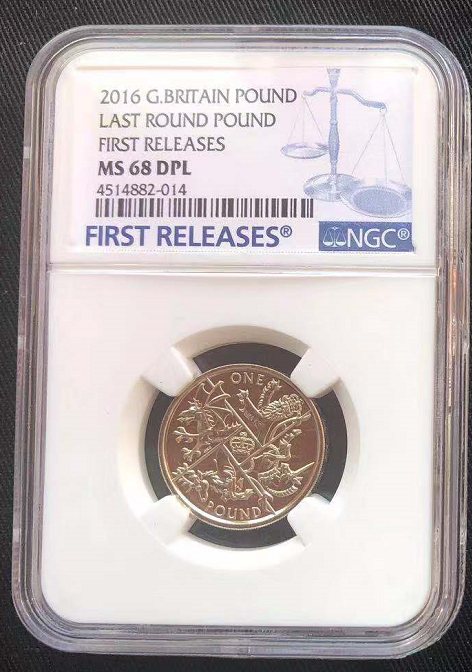 2016 G.BRITAIN POUND
LAST ROUND POUND
FIRST RELEASES
MS 68 DPL
4514882-014
FIRST RELEASES®
NGC®
ONE
POUND